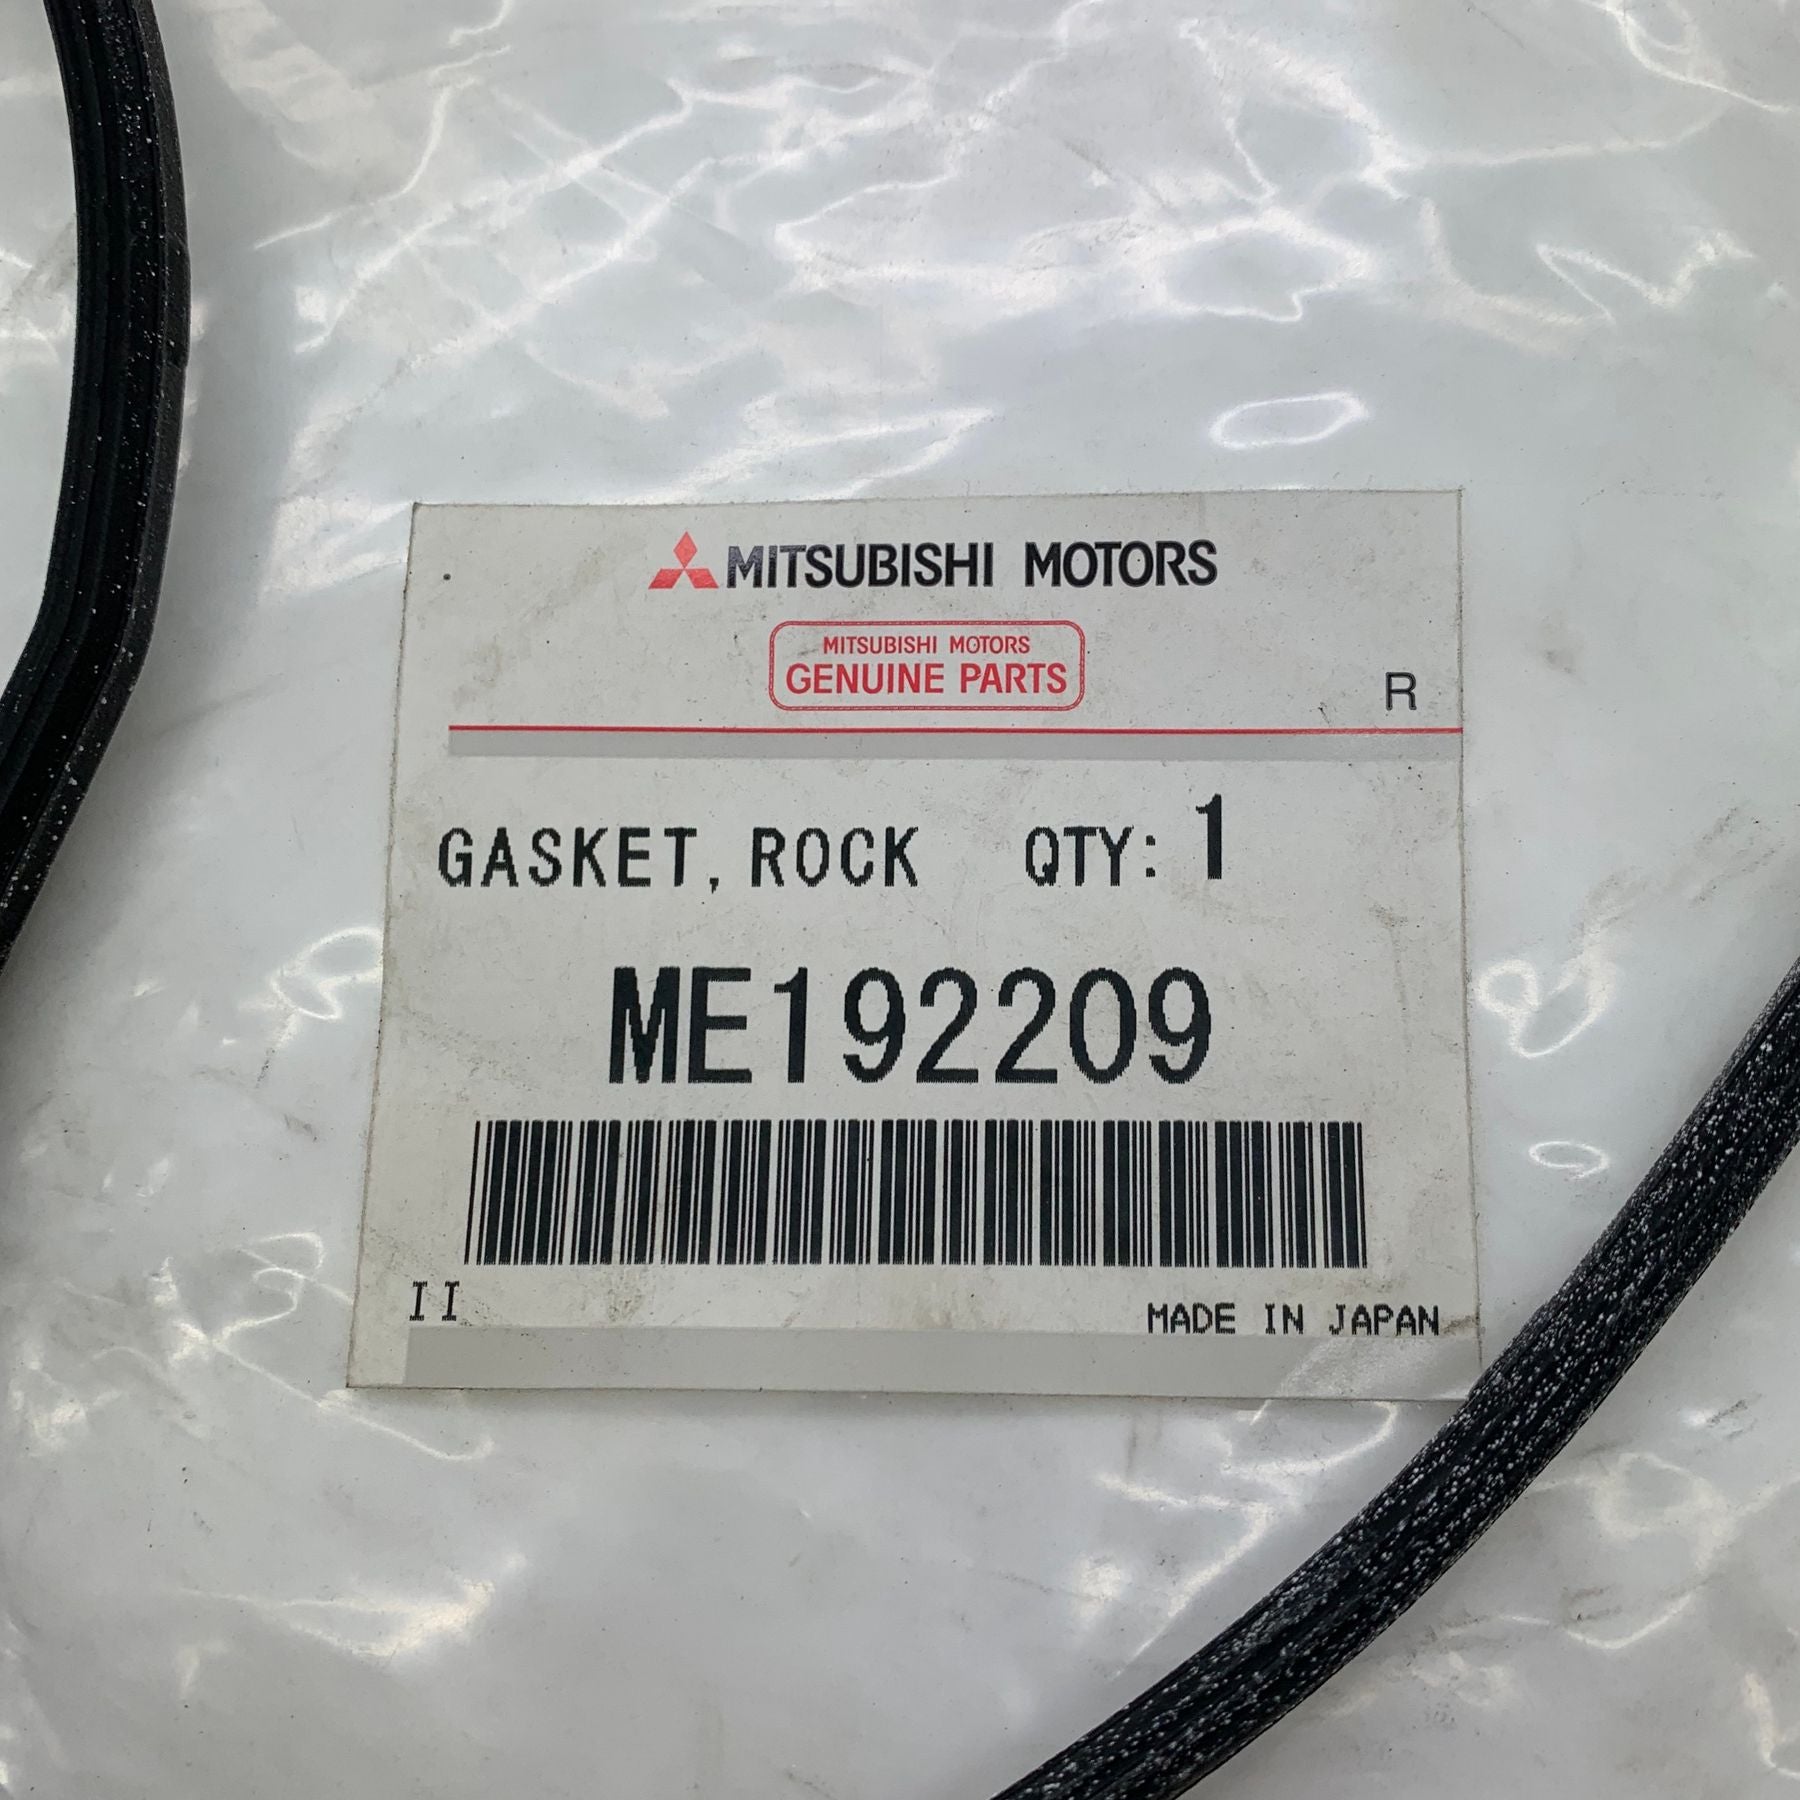 MITSUBISHI MOTORS
MITSUBISHI MOTORS
GENUINE PARTS
R
GASKET, ROCK QTY: 1
ME192209
II
MADE IN JAPAN